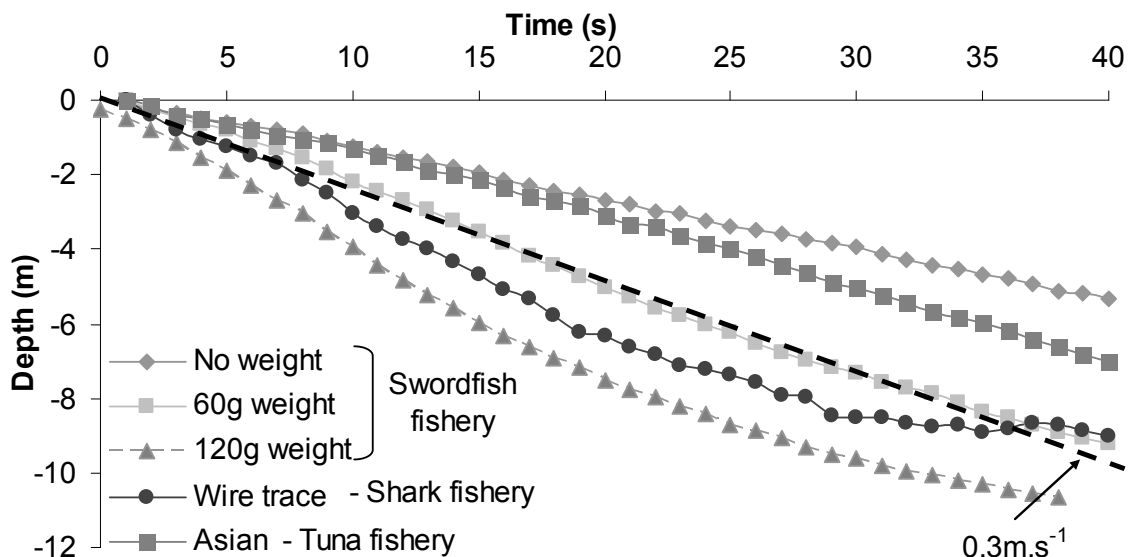 Time (s)
0 5 10 15 20 25 30 35 40
Depth (m)
0
-2
-4
-6
-8
-10
-12
No weight
60g weight
120g weight
Swordfish
fishery
Wire trace - Shark fishery
Asian - Tuna fishery
0.3m.s⁻¹